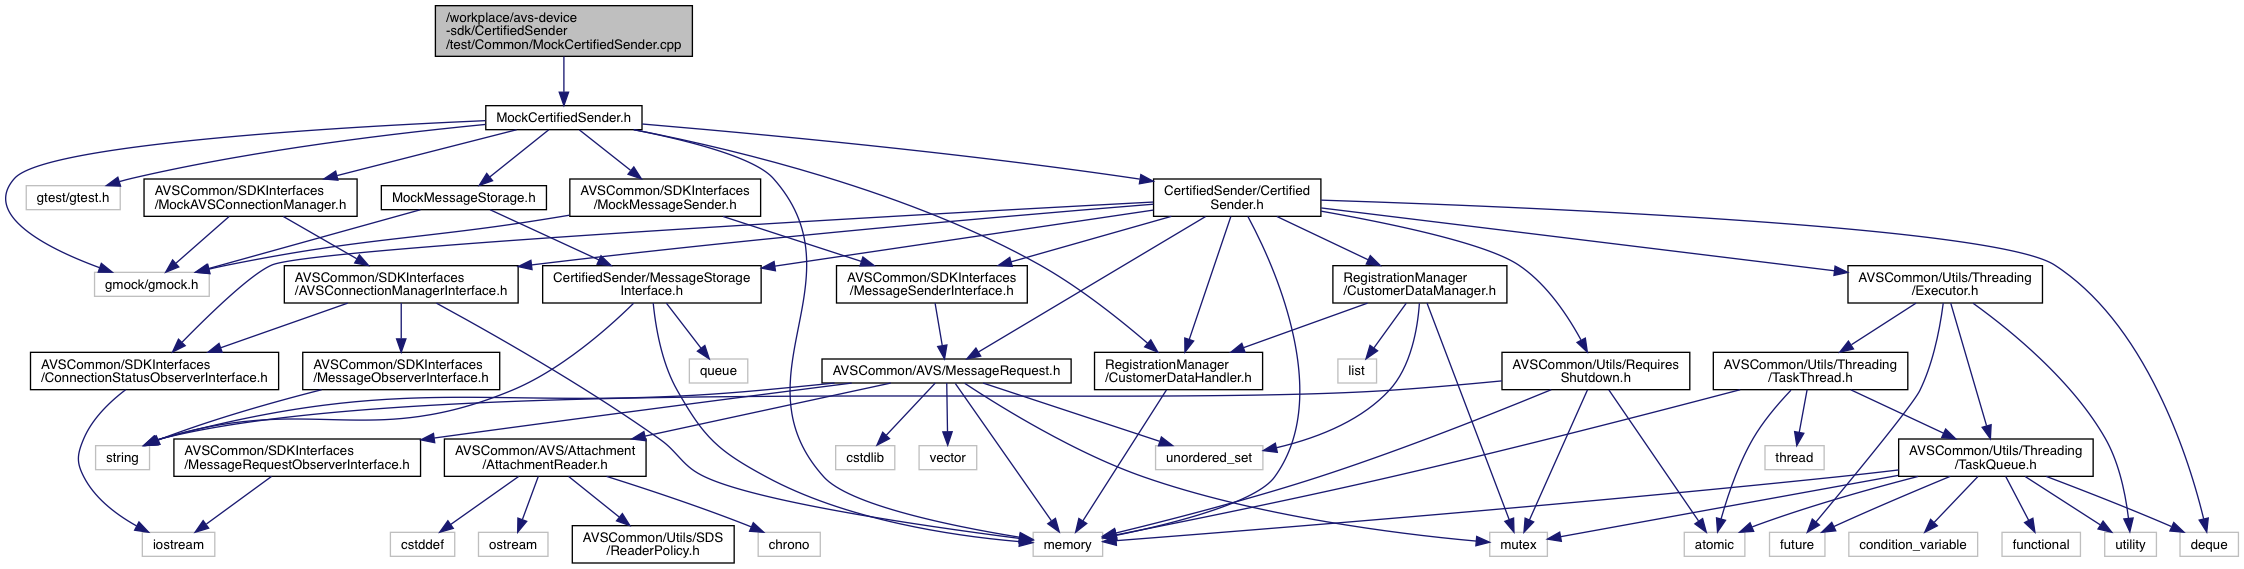 /workplace/avs-device
-sdk/CertifiedSender
/test/Common/MockCertifiedSender.cpp
MockCertifiedSender.h
gtest/gtest.h
AVSCommon/SDKInterfaces
/MockAVSConnectionManager.h
MockMessageStorage.h
AVSCommon/SDKInterfaces
/MockMessageSender.h
CertifiedSender/Certified
Sender.h
gmock/gmock.h
AVSCommon/SDKInterfaces
/AVSConnectionManagerInterface.h
CertifiedSender/MessageStorage
Interface.h
AVSCommon/SDKInterfaces
/MessageSenderInterface.h
RegistrationManager
/CustomerDataManager.h
AVSCommon/Utils/Threading
/Executor.h
AVSCommon/SDKInterfaces
/ConnectionStatusObserverInterface.h
AVSCommon/SDKInterfaces
/MessageObserverInterface.h
queue
AVSCommon/AVS/MessageRequest.h
RegistrationManager
/CustomerDataHandler.h
list
AVSCommon/Utils/Requires
Shutdown.h
AVSCommon/Utils/Threading
/TaskThread.h
string
AVSCommon/SDKInterfaces
/MessageRequestObserverInterface.h
AVSCommon/AVS/Attachment
/AttachmentReader.h
cstdlib
vector
unordered_set
thread
AVSCommon/Utils/Threading
/TaskQueue.h
iostream
cstddef
ostream
AVSCommon/Utils/SDS
/ReaderPolicy.h
chrono
memory
mutex
atomic
future
condition_variable
functional
utility
deque